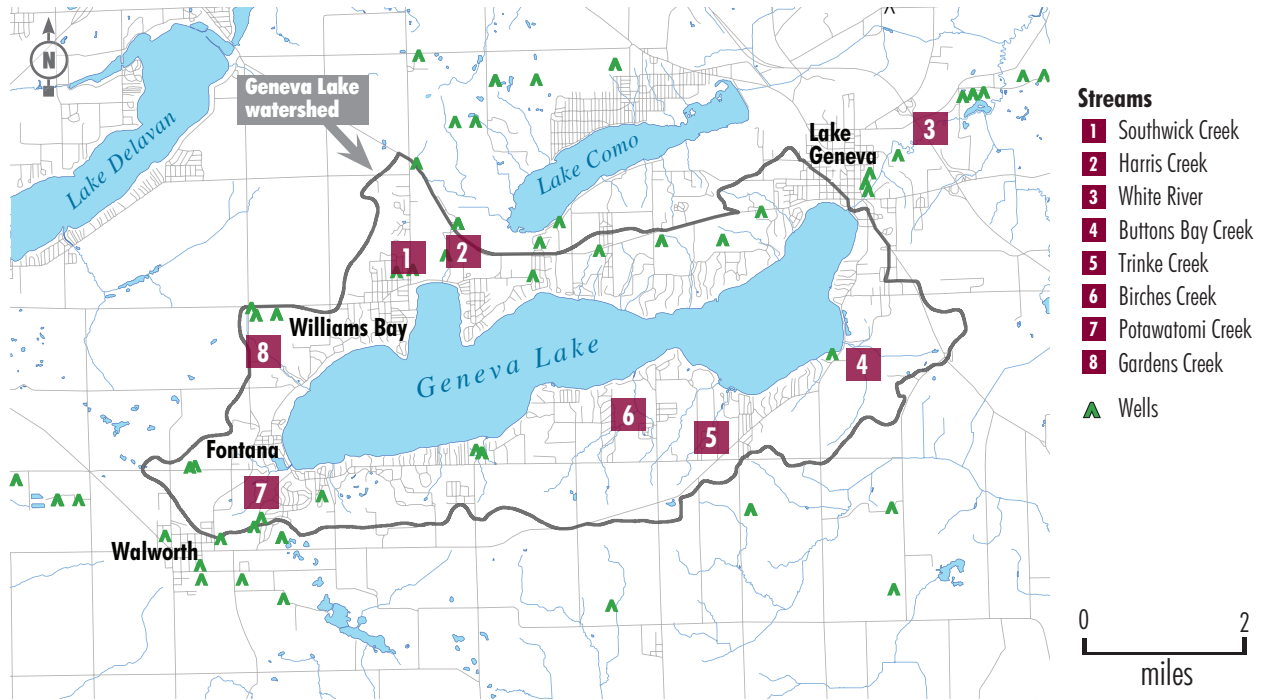 N
Geneva Lake
watershed
Lake Delavan
Lake Como
Lake
Geneva
3
1
2
Williams Bay
8
Geneva Lake
4
6
5
Fontana
7
Walworth
Streams
1 Southwick Creek
2 Harris Creek
3 White River
4 Buttons Bay Creek
5 Trinke Creek
6 Birches Creek
7 Potawatomi Creek
8 Gardens Creek
Wells
0 2
miles